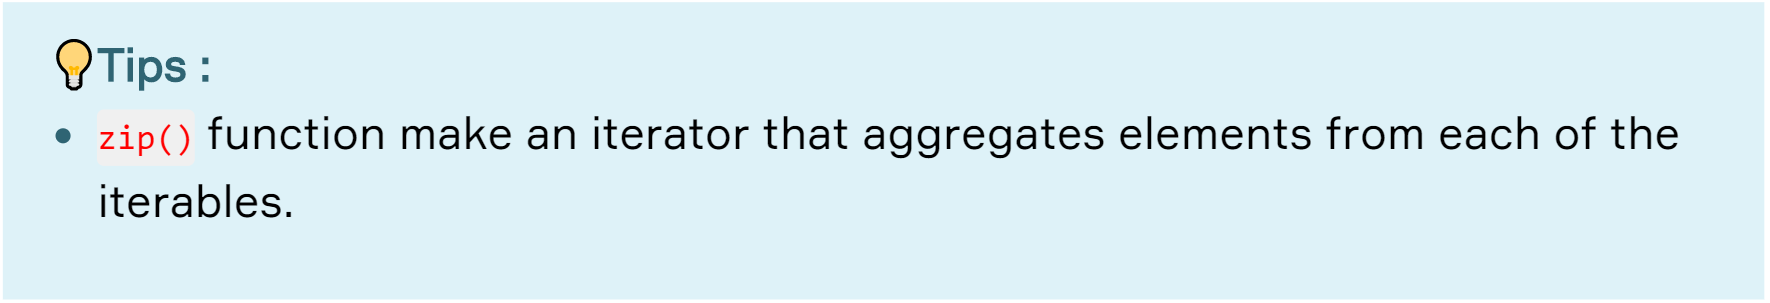 💡Tips :
• zip() function make an iterator that aggregates elements from each of the
iterables.